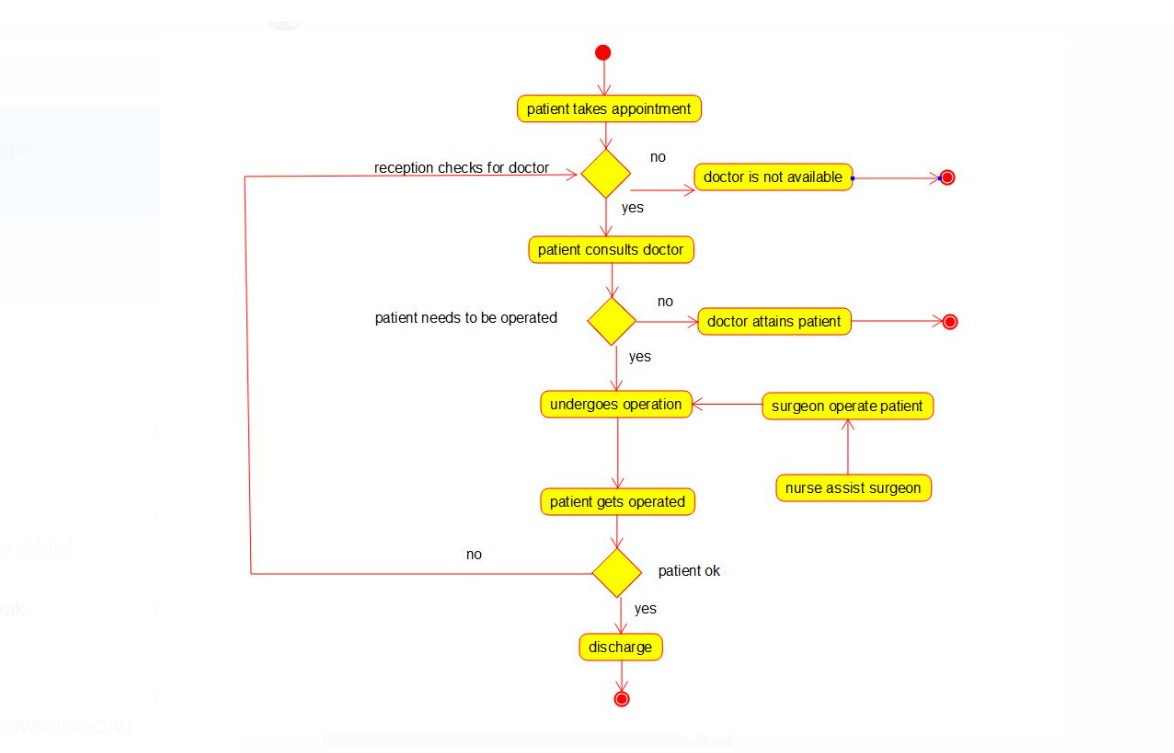 patient takes appointment
no
reception checks for doctor
doctor is not available
yes
patient consults doctor
no
patient needs to be operated
doctor attains patient
yes
undergoes operation
surgeon operate patient
nurse assist surgeon
patient gets operated
no
patient ok
yes
discharge